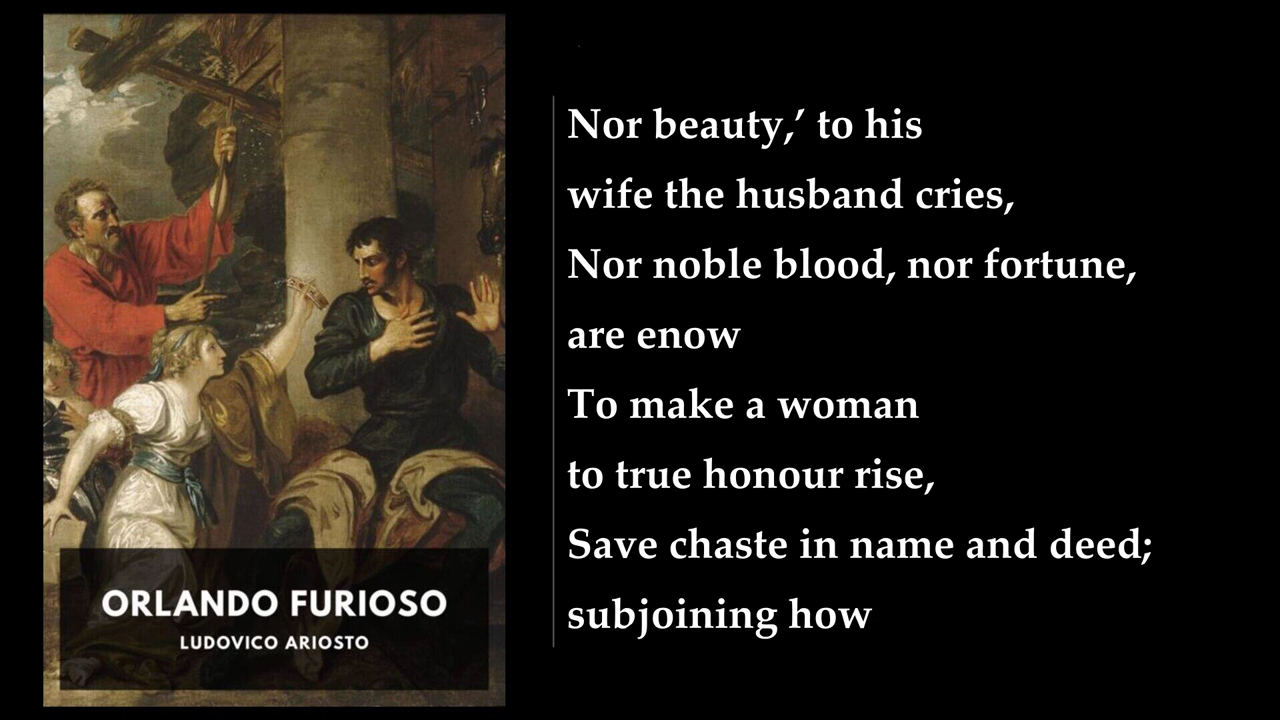 ORLANDO FURIOSO
LUDOVICO ARIOSTO
Nor beauty,’ to his
wife the husband cries,
Nor noble blood, nor fortune,
are enow
To make a woman
to true honour rise,
Save chaste in name and deed;
subjoining how